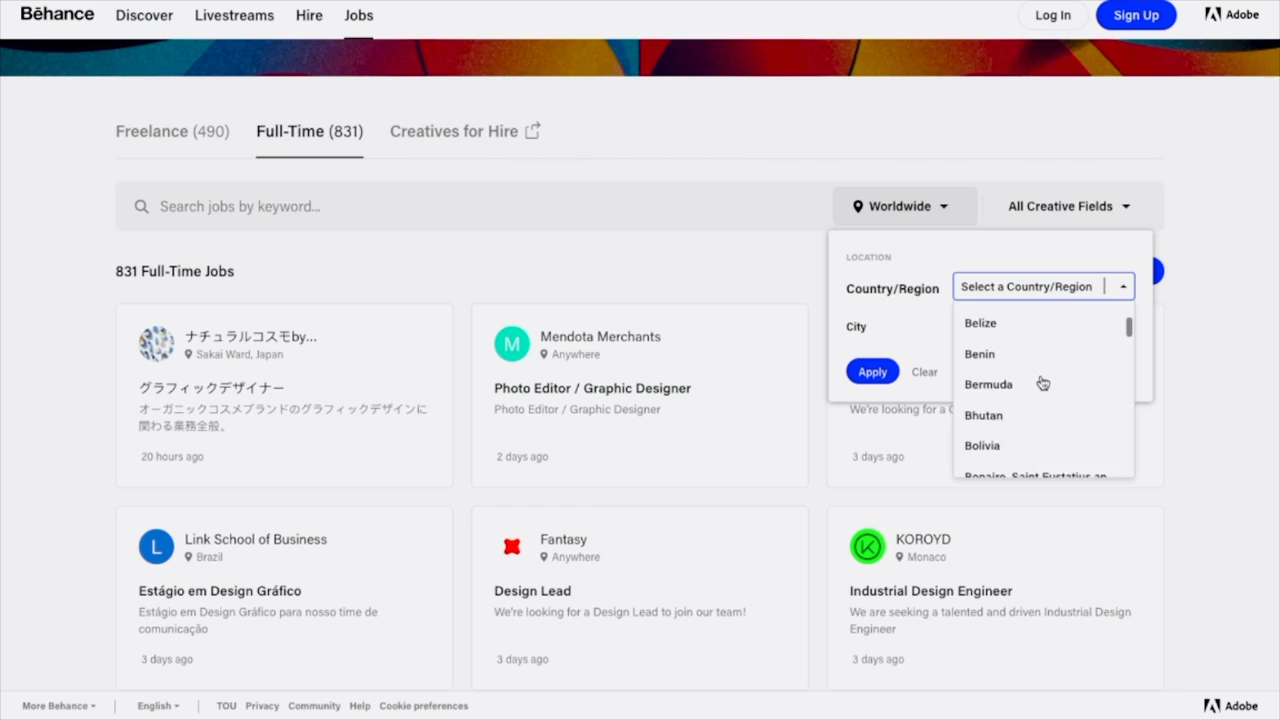 Bēhance Discover Livestreams Hire Jobs Log In Sign Up Adobe
Freelance (490) Full-Time (831) Creatives for Hire
Search jobs by keyword... Worldwide All Creative Fields
831 Full-Time Jobs
LOCATION
Country/Region Select a Country/Region
City
Apply Clear
Belize
Benin
Bermuda
Bhutan
Bolivia
Bonaire, Saint Eustatius an
ナチュラルコスモby...
Sakai Ward, Japan
グラフィックデザイナー
オーガニックコスメブランドのグラフィックデザインに
関わる業務全般。
20 hours ago
M
Mendota Merchants
Anywhere
Photo Editor / Graphic Designer
Photo Editor / Graphic Designer
2 days ago
We're looking for a
3 days ago
L
Link School of Business
Brazil
Estágio em Design Gráfico
Estágio em Design Gráfico para nosso time de
comunicação
3 days ago
Fantasy
Anywhere
Design Lead
We're looking for a Design Lead to join our team!
3 days ago
KOROYD
Monaco
Industrial Design Engineer
We are seeking a talented and driven Industrial Design
Engineer
3 days ago
More Behance English TOU Privacy Community Help Cookie preferences Adobe